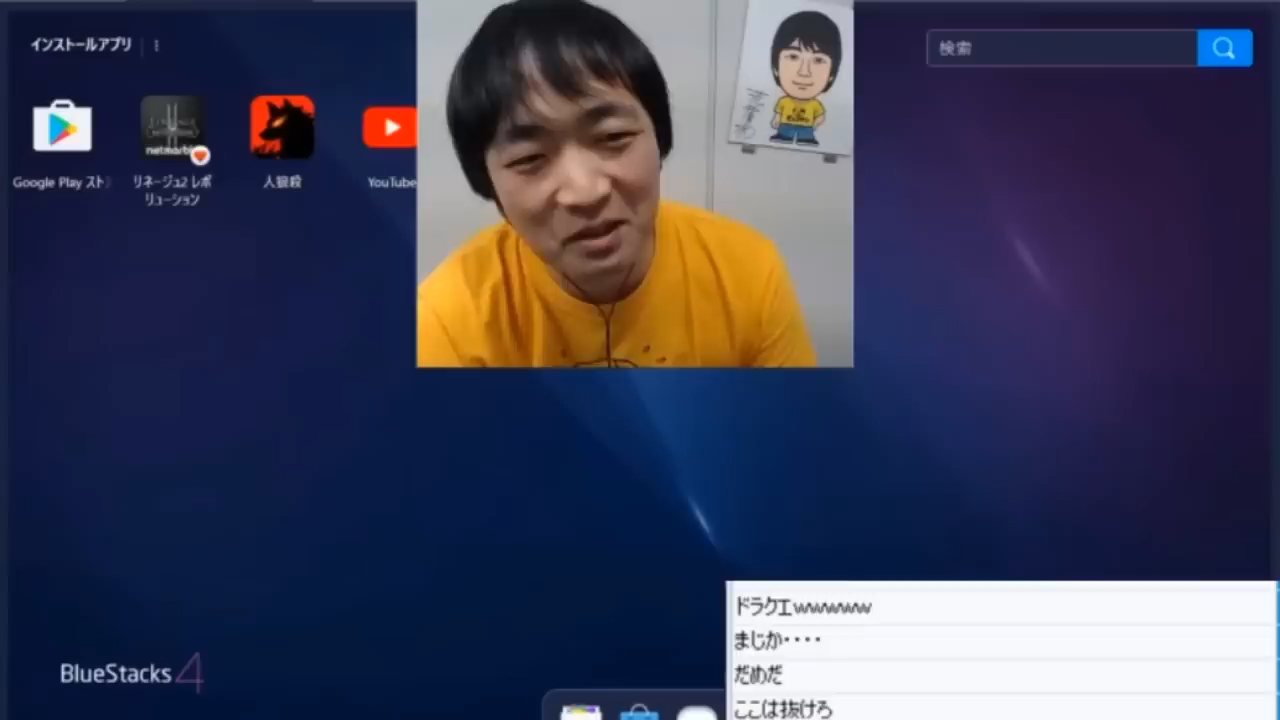 インストールアプリ
検索
netmarble
Google Play スト
リネージュ2 レボ
リューション
人狼殺
YouTube
BlueStacks 4
ドラクエwwwwww
まじか・・・・
だめだ
ここは抜けろ